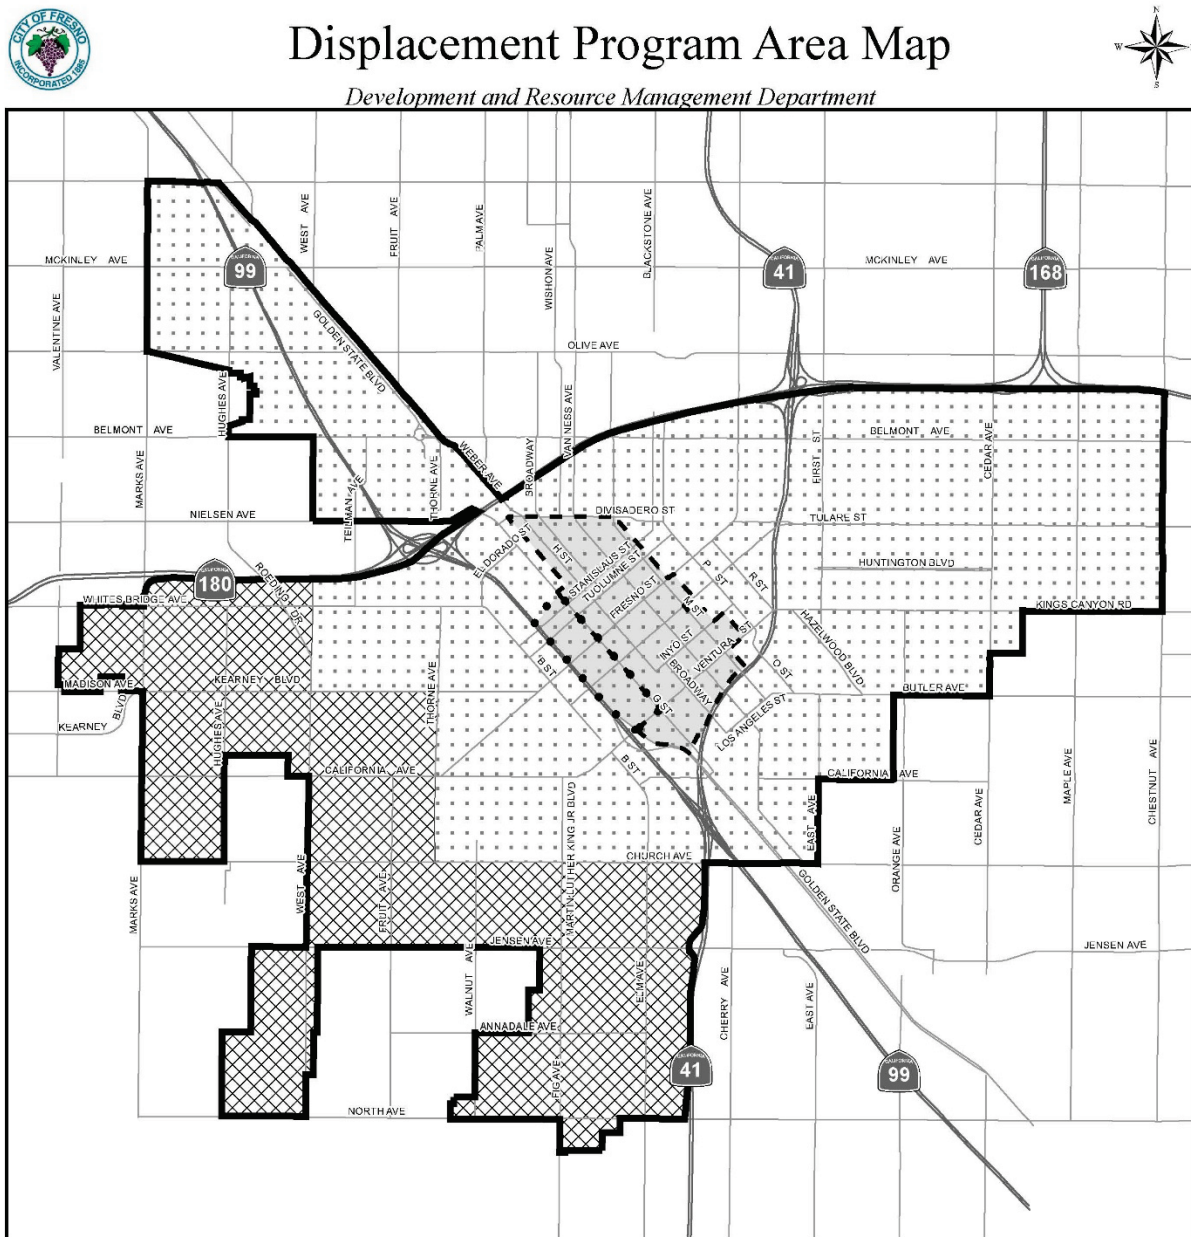 CITY OF FRESNO
INCORPORATED 1885
Displacement Program Area Map
Development and Resource Management Department
N
W
S
WEST AVE
FRUIT AVE
PALM AVE
WISHON AVE
BLACKSTONE AVE
MCKINLEY AVE
CALIFORNIA
99
CALIFORNIA
41
MCKINLEY AVE
CALIFORNIA
168
VALENTINE AVE
GOLDEN STATE BLVD
OLIVE AVE
HUGHES AVE
BELMONT AVE
VAN NESS AVE
FIRST ST
BELMONT AVE
CEDAR AVE
MARKS AVE
WEBER AVE
BROADWAY
THORNE AVE
TEILMAN AVE
NIELSEN AVE
DIVISADERO ST
TULARE ST
EL DORADO ST
H ST
STANISLAUS ST
TUOLUMNE ST
FRESNO ST
P ST
R ST
M ST
HUNTINGTON BLVD
ROEDING DR
CALIFORNIA
180
WHITES BRIDGE AVE
KINGS CANYON RD
HAZELWOOD BLVD
INYO ST
VENTURA ST
BROADWAY
O ST
B ST
G ST
LOS ANGELES ST
MADISON AVE
KEARNEY BLVD
THORNE AVE
BUTLER AVE
KEARNEY BLVD
HUGHES AVE
CALIFORNIA AVE
B ST
CALIFORNIA AVE
MAPLE AVE
CHESTNUT AVE
MARTIN LUTHER KING JR BLVD
EAST AVE
CEDAR AVE
ORANGE AVE
CHURCH AVE
MARKS AVE
WEST AVE
FRUIT AVE
GOLDEN STATE BLVD
JENSEN AVE
JENSEN AVE
WALNUT AVE
ELM AVE
CHERRY AVE
EAST AVE
ANNADALE AVE
FIG AVE
CALIFORNIA
41
CALIFORNIA
99
NORTH AVE